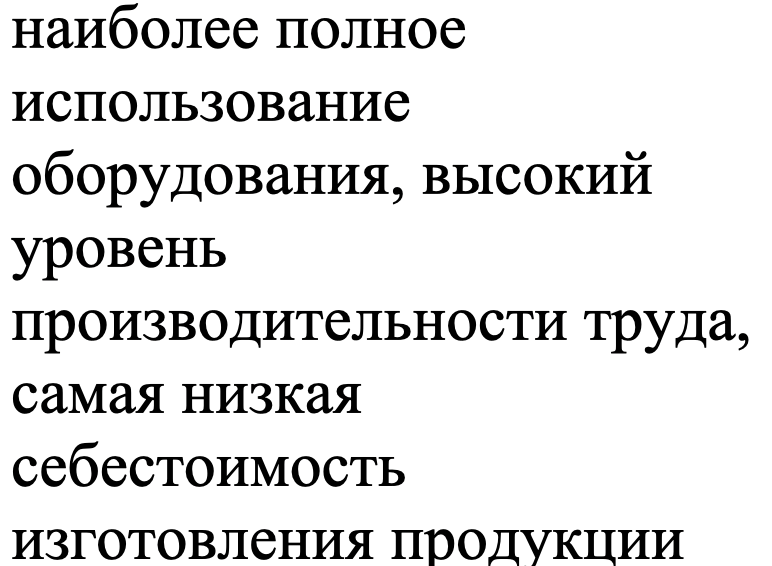 наиболее полное
использование
оборудования, высокий
уровень
производительности труда,
самая низкая
себестоимость
изготовления продукции